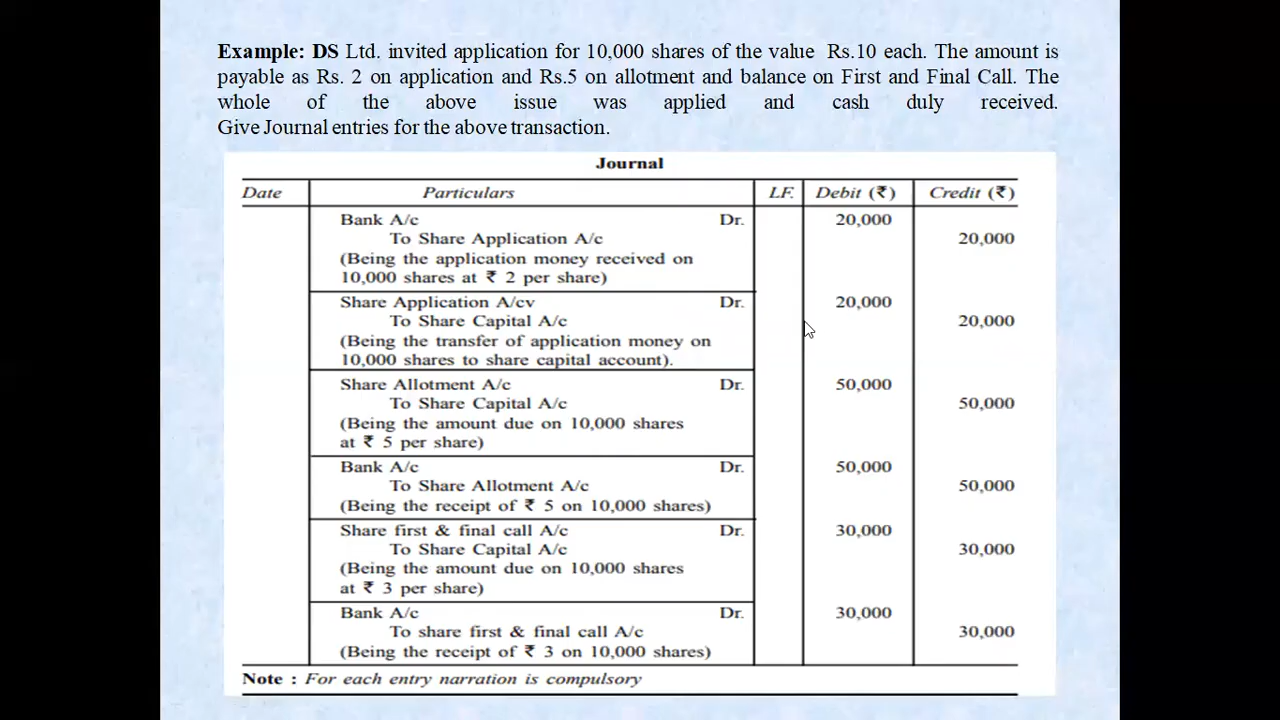 Example: DS Ltd. invited application for 10,000 shares of the value Rs.10 each. The amount is
payable as Rs. 2 on application and Rs.5 on allotment and balance on First and Final Call. The
whole of the above issue was applied and cash duly received.
Give Journal entries for the above transaction.
Journal
Date Particulars LF. Debit (₹) Credit (₹)
Bank A/c Dr. 20,000
To Share Application A/c 20,000
(Being the application money received on
10,000 shares at ₹ 2 per share)
Share Application A/cv Dr. 20,000
To Share Capital A/c 20,000
(Being the transfer of application money on
10,000 shares to share capital account).
Share Allotment A/c Dr. 50,000
To Share Capital A/c 50,000
(Being the amount due on 10,000 shares
at ₹ 5 per share)
Bank A/c Dr. 50,000
To Share Allotment A/c 50,000
(Being the receipt of ₹ 5 on 10,000 shares)
Share first & final call A/c Dr. 30,000
To Share Capital A/c 30,000
(Being the amount due on 10,000 shares
at ₹ 3 per share)
Bank A/c Dr. 30,000
To share first & final call A/c 30,000
(Being the receipt of ₹ 3 on 10,000 shares)
Note : For each entry narration is compulsory